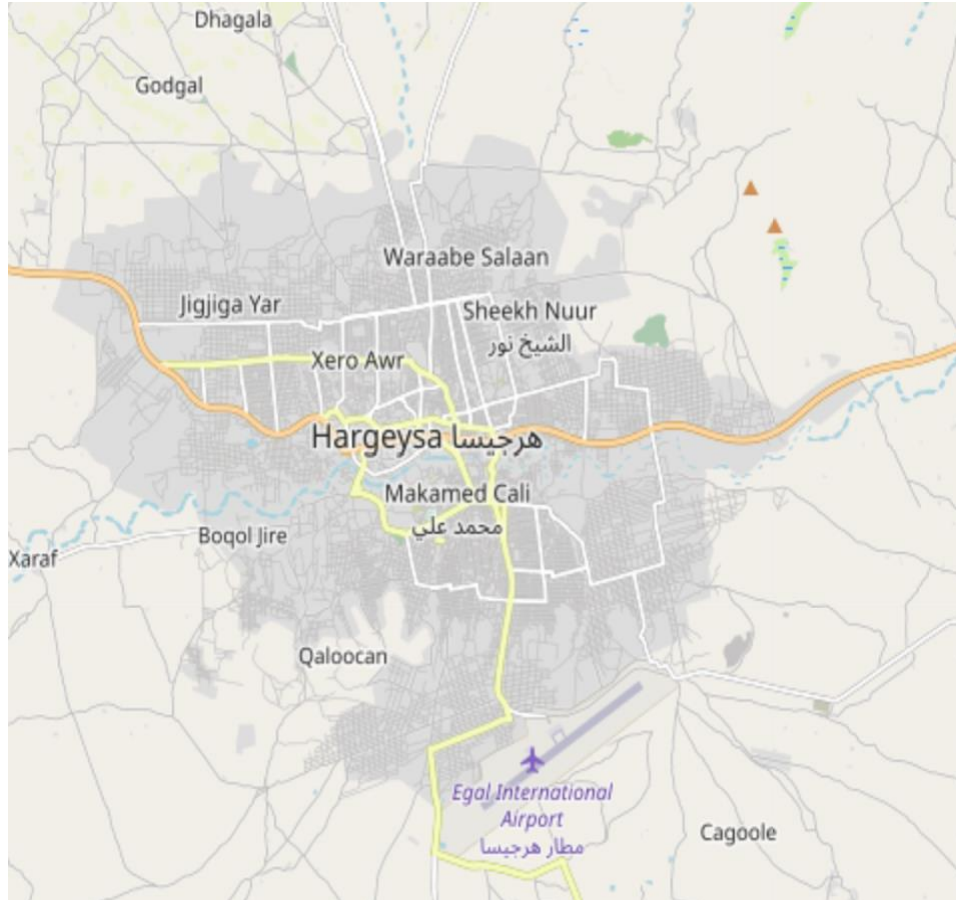 Dhagala
Godgal
Waraabe Salaan
Jigjiga Yar
Sheekh Nuur
الشيخ نور
Xero Awr
Hargeysa هرجيسا
Makamed Cali
محمد علي
Boqol Jire
Xaraf
Qaloocan
Egal International
Airport
مطار هرجيسا
Cagoole